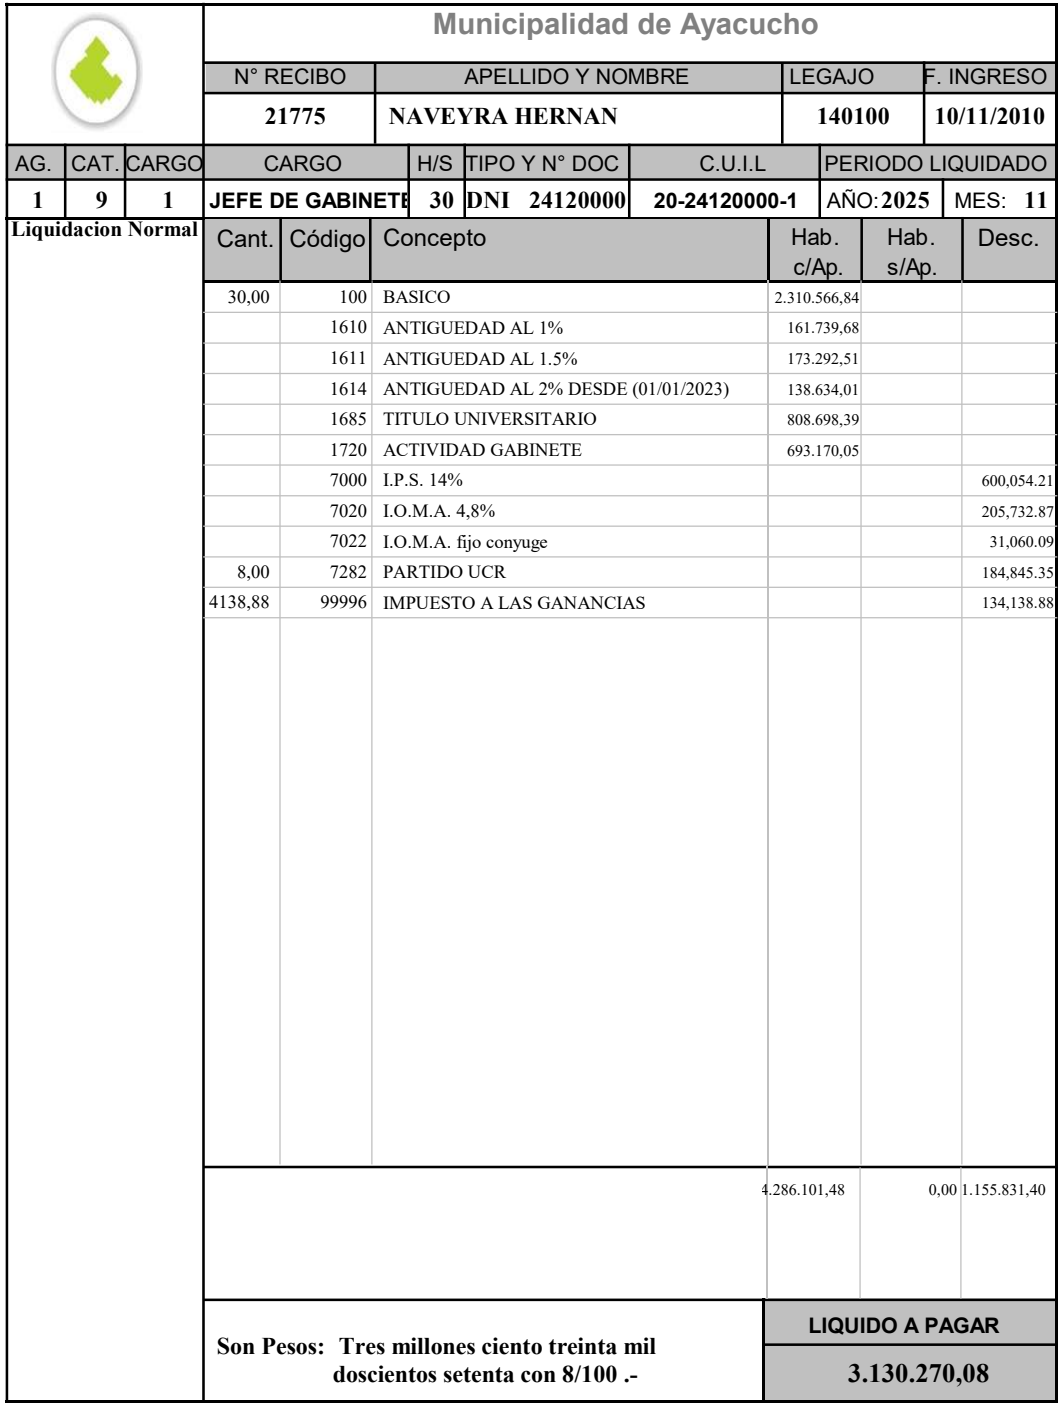 Municipalidad de Ayacucho
N° RECIBO APELLIDO Y NOMBRE LEGAJO F. INGRESO
21775 NAVEYRA HERNAN 140100 10/11/2010
AG. CAT. CARGO CARGO H/S TIPO Y N° DOC C.U.I.L PERIODO LIQUIDADO
1 9 1 JEFE DE GABINETE 30 DNI 24120000 20-24120000-1 AÑO: 2025 MES: 11
Liquidacion Normal
Cant. Código Concepto Hab. c/Ap. Hab. s/Ap. Desc.
30,00 100 BASICO 2.310.566,84
1610 ANTIGUEDAD AL 1% 161.739,68
1611 ANTIGUEDAD AL 1.5% 173.292,51
1614 ANTIGUEDAD AL 2% DESDE (01/01/2023) 138.634,01
1685 TITULO UNIVERSITARIO 808.698,39
1720 ACTIVIDAD GABINETE 693.170,05
7000 I.P.S. 14% 600,054.21
7020 I.O.M.A. 4,8% 205,732.87
7022 I.O.M.A. fijo conyuge 31,060.09
8,00 7282 PARTIDO UCR 184,845.35
4138,88 99996 IMPUESTO A LAS GANANCIAS 134,138.88
4.286.101,48 0,00 1.155.831,40
Son Pesos: Tres millones ciento treinta mil
doscientos setenta con 8/100 .-
LIQUIDO A PAGAR
3.130.270,08